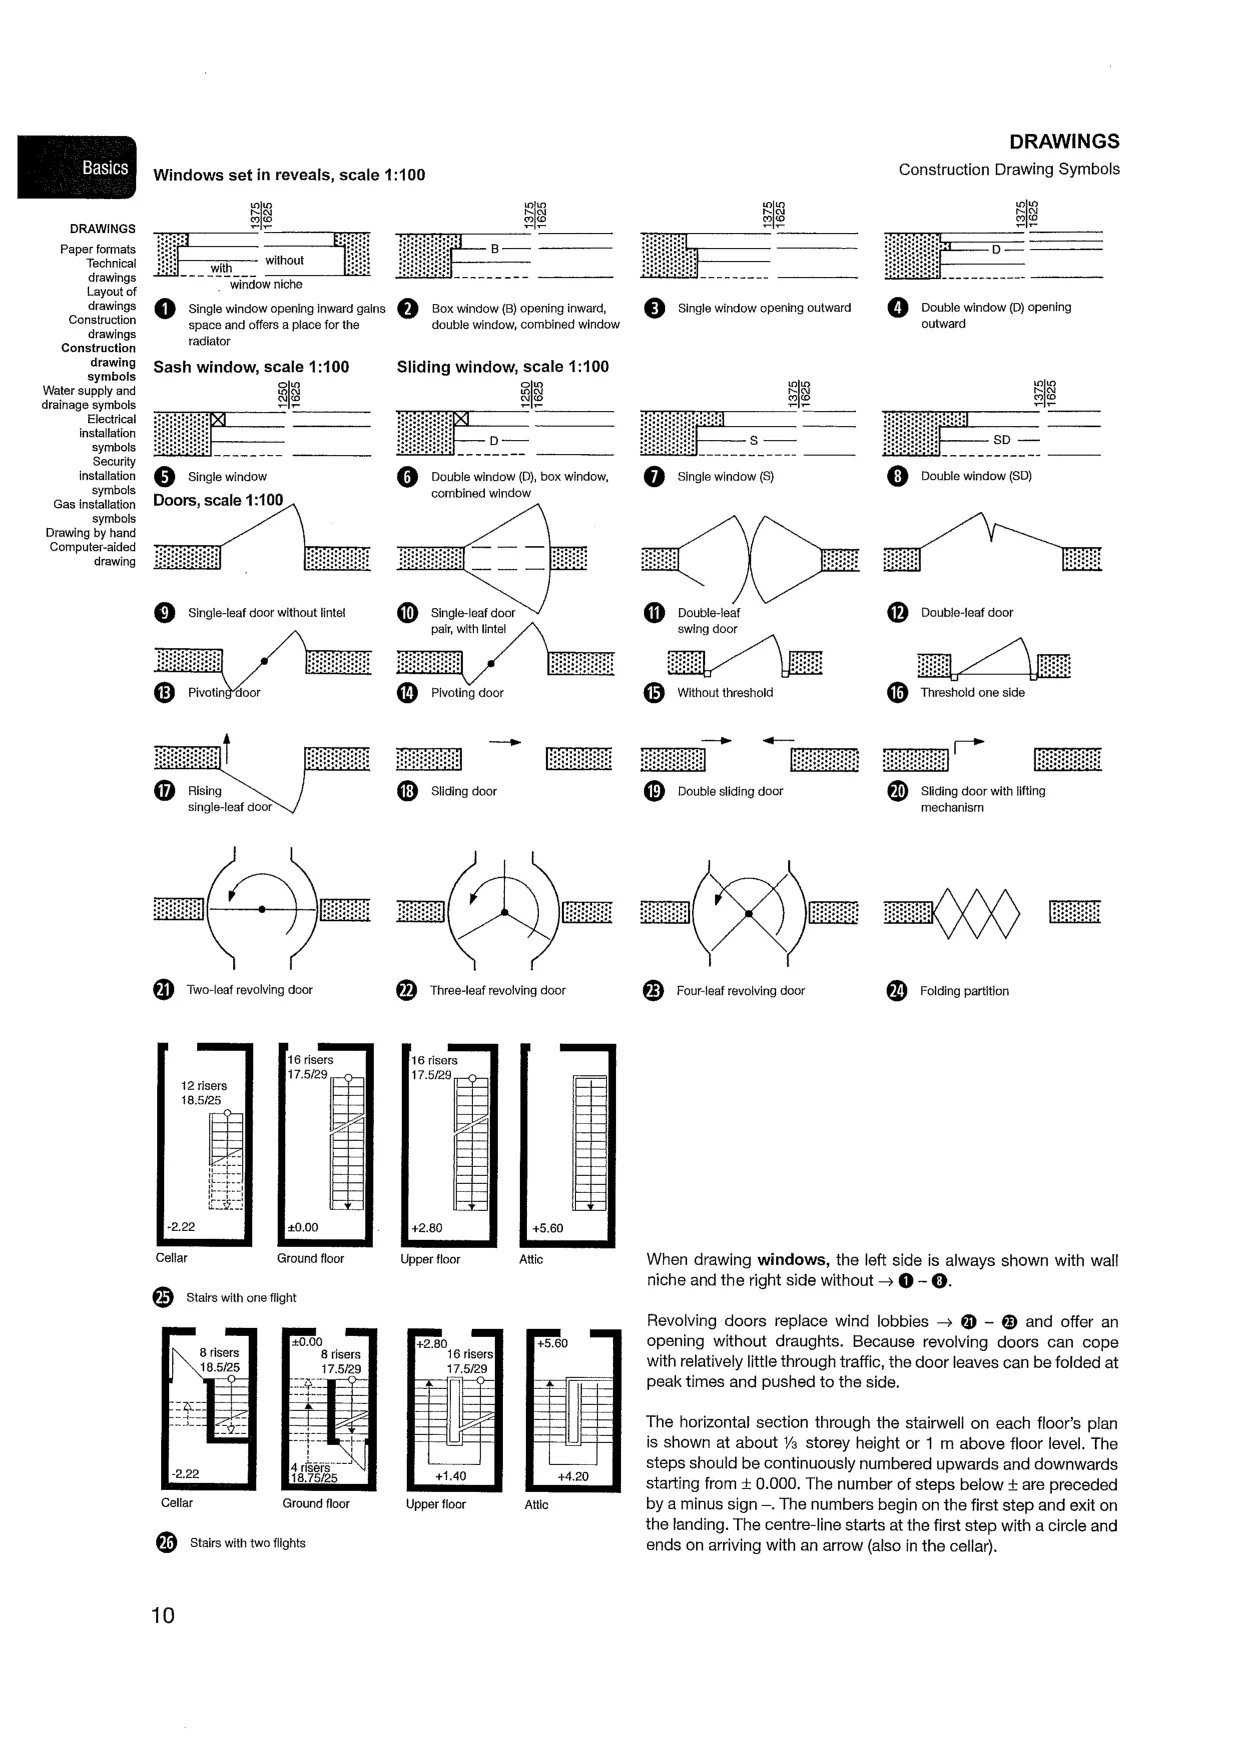 DRAWINGS
Construction Drawing Symbols
Basics
DRAWINGS
Paper formats
Technical
drawings
Layout of
drawings
Construction
drawings
Construction
drawing
symbols
Water supply and
drainage symbols
Electrical
installation
symbols
Security
installation
symbols
Gas installation
symbols
Drawing by hand
Computer-aided
drawing
Windows set in reveals, scale 1:100
1375
1625
with
without
window niche
1375
1625
B
1375
1625
1375
1625
D
1 Single window opening inward gains
space and offers a place for the
radiator
2 Box window (B) opening inward,
double window, combined window
3 Single window opening outward
4 Double window (D) opening
outward
Sash window, scale 1:100
Sliding window, scale 1:100
1250
1625
1250
1625
D
1375
1625
S
1375
1625
SD
5 Single window
6 Double window (D), box window,
combined window
7 Single window (S)
8 Double window (SD)
Doors, scale 1:100
9 Single-leaf door without lintel
10 Single-leaf door
pair, with lintel
11 Double-leaf
swing door
12 Double-leaf door
13 Pivoting door
14 Pivoting door
15 Without threshold
16 Threshold one side
17 Rising
single-leaf door
18 Sliding door
19 Double sliding door
20 Sliding door with lifting
mechanism
21 Two-leaf revolving door
22 Three-leaf revolving door
23 Four-leaf revolving door
24 Folding partition
12 risers
18.5/25
-2.22
Cellar
16 risers
17.5/29
±0.00
Ground floor
16 risers
17.5/29
+2.80
Upper floor
+5.60
Attic
25 Stairs with one flight
8 risers
18.5/25
-2.22
Cellar
±0.00
8 risers
17.5/29
4 risers
18.75/25
Ground floor
+2.80
16 risers
17.5/29
+1.40
Upper floor
+5.60
+4.20
Attic
26 Stairs with two flights
When drawing windows, the left side is always shown with wall
niche and the right side without → 1 – 8.
Revolving doors replace wind lobbies → 21 – 23 and offer an
opening without draughts. Because revolving doors can cope
with relatively little through traffic, the door leaves can be folded at
peak times and pushed to the side.
The horizontal section through the stairwell on each floor's plan
is shown at about ⅓ storey height or 1 m above floor level. The
steps should be continuously numbered upwards and downwards
starting from ± 0.000. The number of steps below ± are preceded
by a minus sign –. The numbers begin on the first step and exit on
the landing. The centre-line starts at the first step with a circle and
ends on arriving with an arrow (also in the cellar).
10